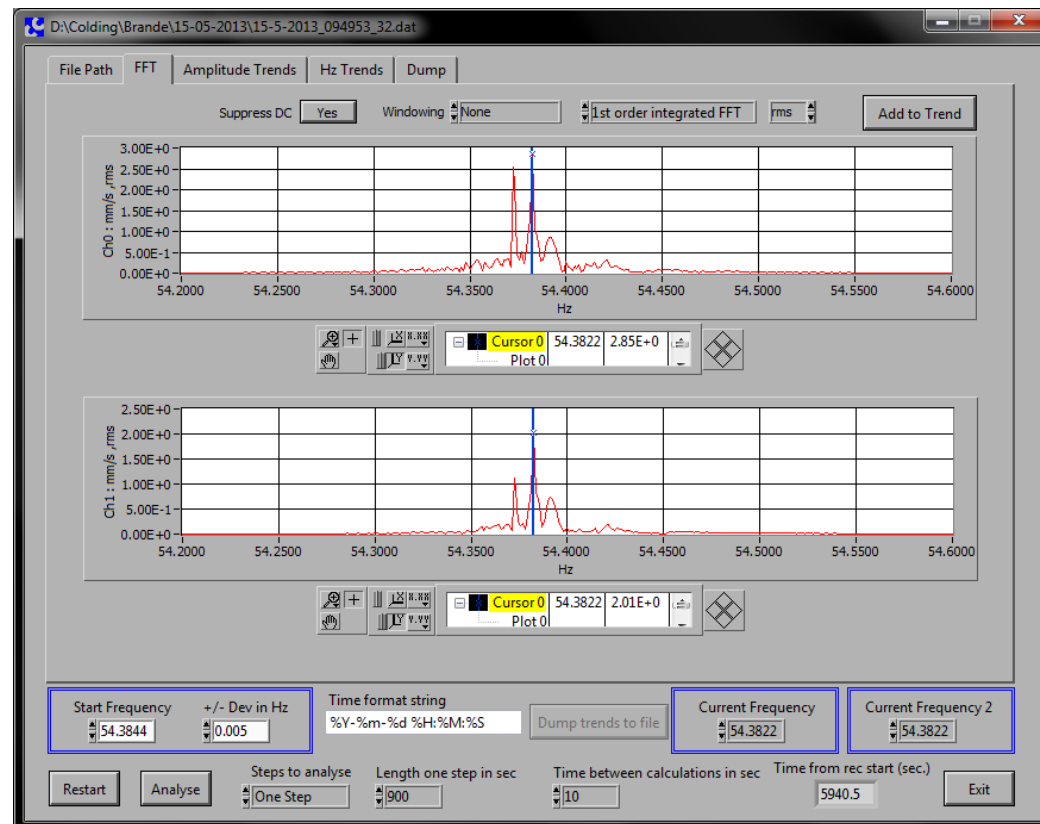 D:\Colding\Brande\15-05-2013\15-5-2013_094953_32.dat
File Path FFT Amplitude Trends Hz Trends Dump
Suppress DC Yes Windowing None 1st order integrated FFT rms Add to Trend
3.00E+0
2.50E+0
2.00E+0
1.50E+0
1.00E+0
5.00E-1
0.00E+0
Ch0 : mm/s ,rms
54.2000 54.2500 54.3000 54.3500 54.4000 54.4500 54.5000 54.5500 54.6000
Hz
Cursor 0 54.3822 2.85E+0
Plot 0
2.50E+0
2.00E+0
1.50E+0
1.00E+0
5.00E-1
0.00E+0
Ch1 : mm/s ,rms
54.2000 54.2500 54.3000 54.3500 54.4000 54.4500 54.5000 54.5500 54.6000
Hz
Cursor 0 54.3822 2.01E+0
Plot 0
Start Frequency +/- Dev in Hz Time format string Current Frequency Current Frequency 2
54.3844 0.005 %Y-%m-%d %H:%M:%S Dump trends to file 54.3822 54.3822
Steps to analyse Length one step in sec Time between calculations in sec Time from rec start (sec.)
Restart Analyse One Step 900 10 5940.5 Exit